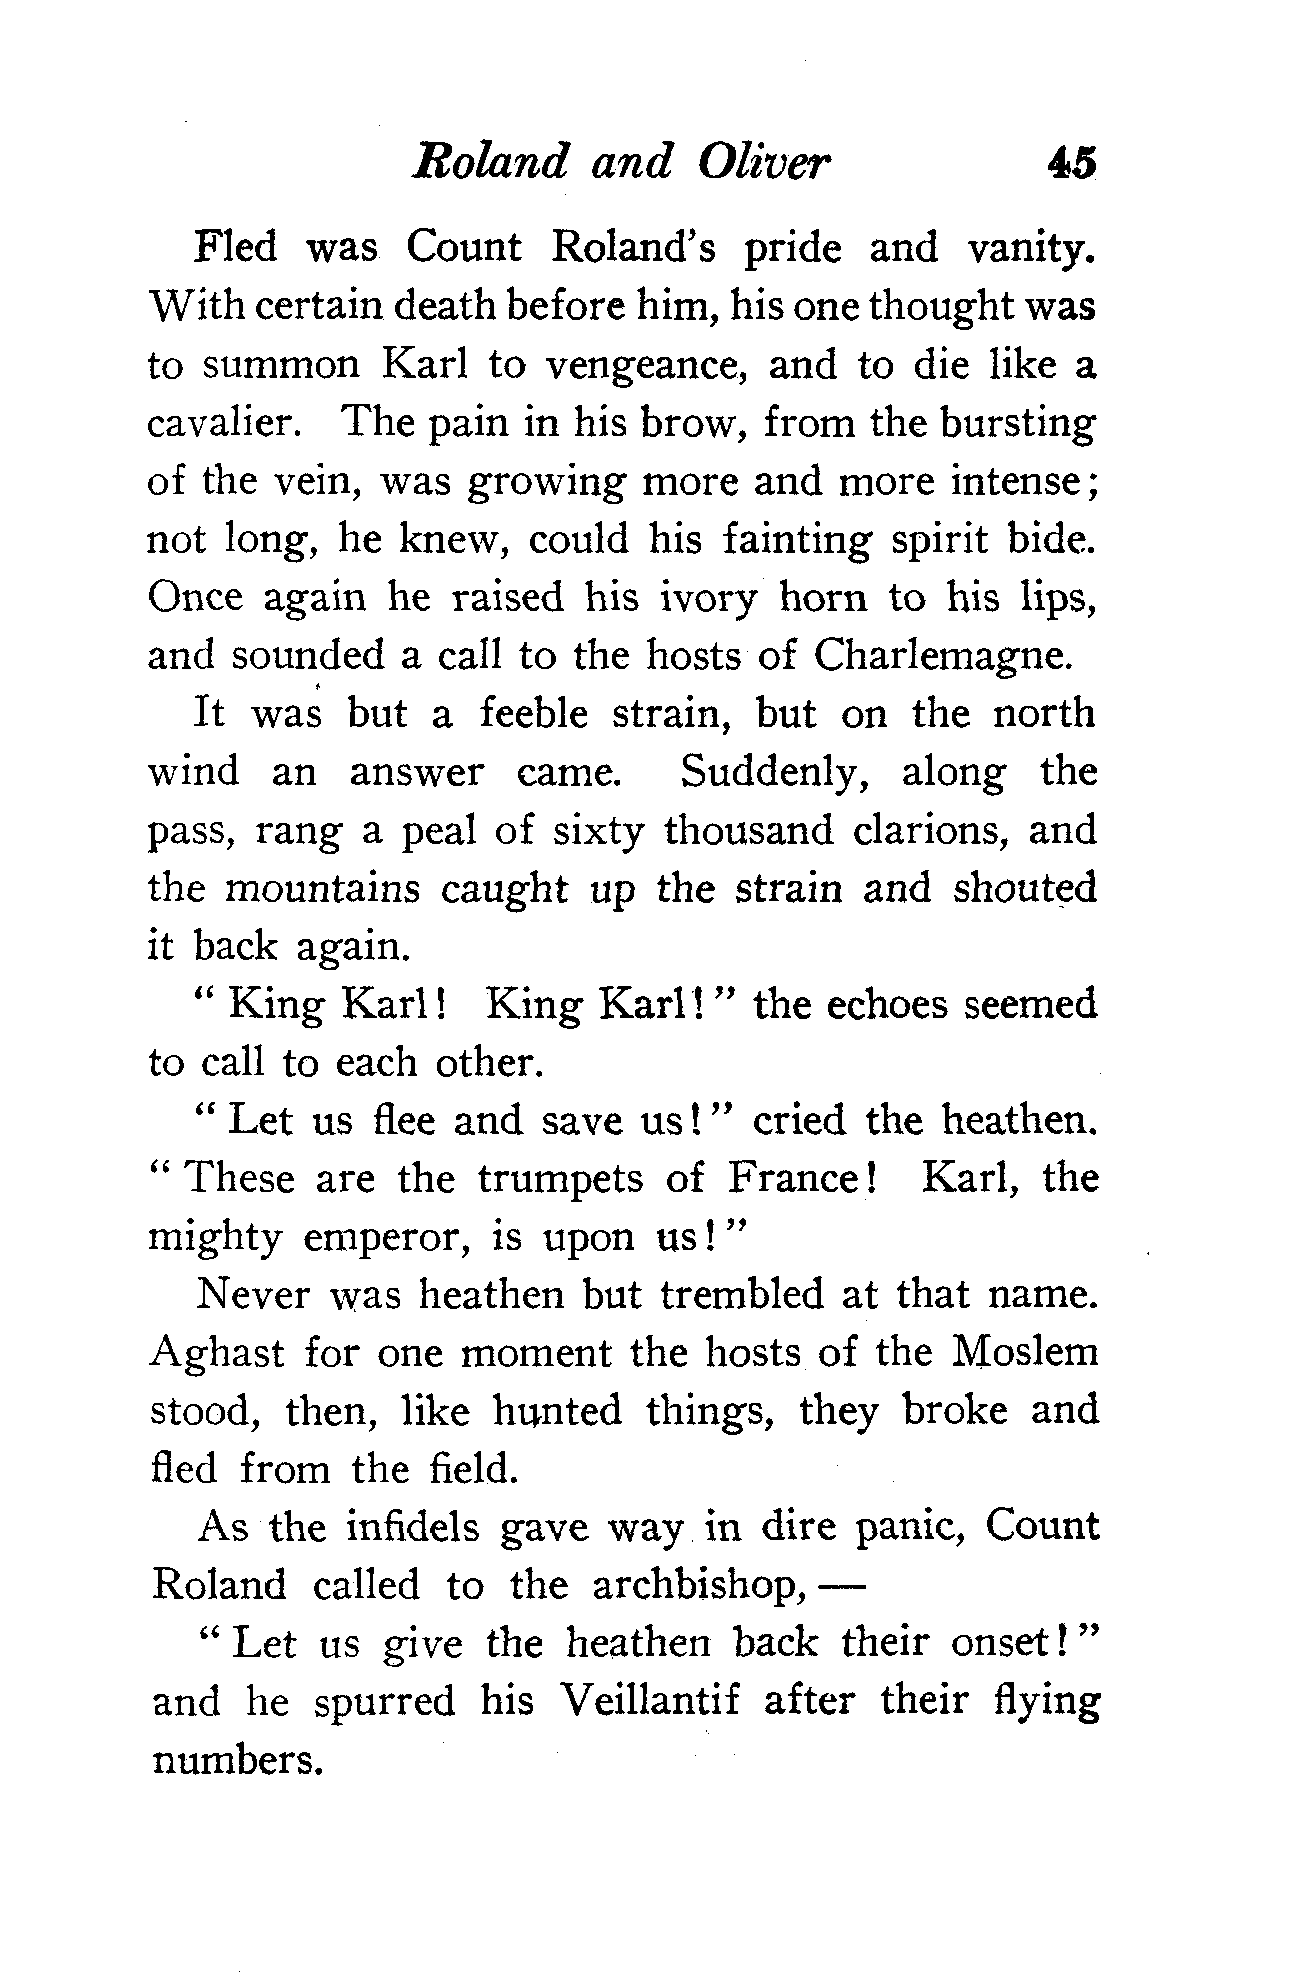 Roland and Oliver 45
Fled was Count Roland's pride and vanity.
With certain death before him, his one thought was
to summon Karl to vengeance, and to die like a
cavalier. The pain in his brow, from the bursting
of the vein, was growing more and more intense;
not long, he knew, could his fainting spirit bide.
Once again he raised his ivory horn to his lips,
and sounded a call to the hosts of Charlemagne.
It was but a feeble strain, but on the north
wind an answer came. Suddenly, along the
pass, rang a peal of sixty thousand clarions, and
the mountains caught up the strain and shouted
it back again.
" King Karl! King Karl! " the echoes seemed
to call to each other.
" Let us flee and save us! " cried the heathen.
" These are the trumpets of France! Karl, the
mighty emperor, is upon us! "
Never was heathen but trembled at that name.
Aghast for one moment the hosts of the Moslem
stood, then, like hunted things, they broke and
fled from the field.
As the infidels gave way in dire panic, Count
Roland called to the archbishop, —
" Let us give the heathen back their onset! "
and he spurred his Veillantif after their flying
numbers.